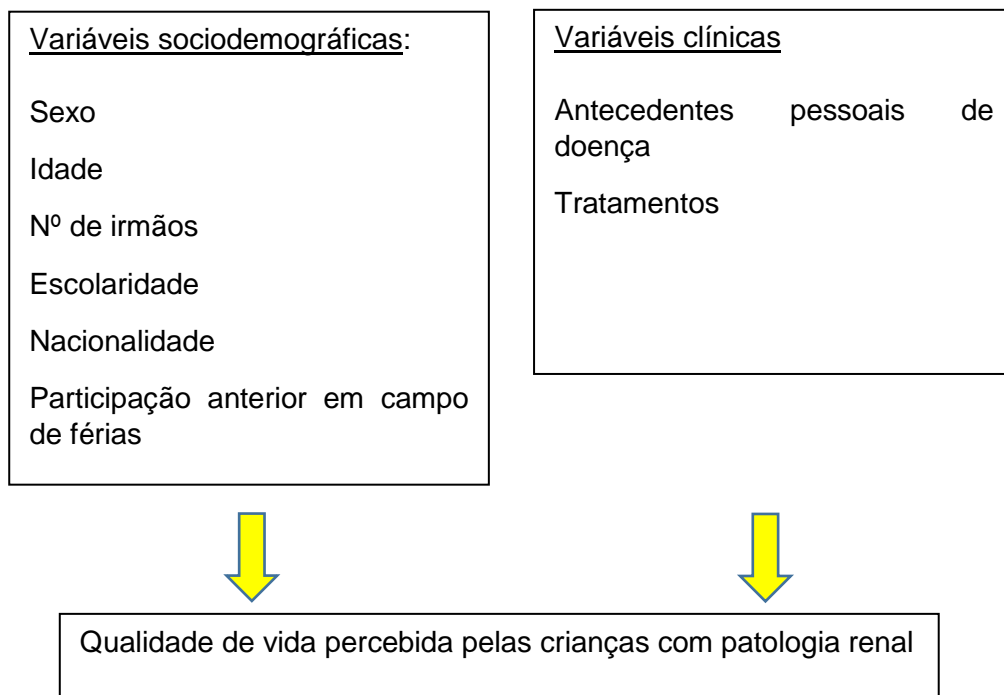 Variáveis sociodemográficas:
Sexo
Idade
Nº de irmãos
Escolaridade
Nacionalidade
Participação anterior em campo
de férias
Variáveis clínicas
Antecedentes pessoais de
doença
Tratamentos
Qualidade de vida percebida pelas crianças com patologia renal